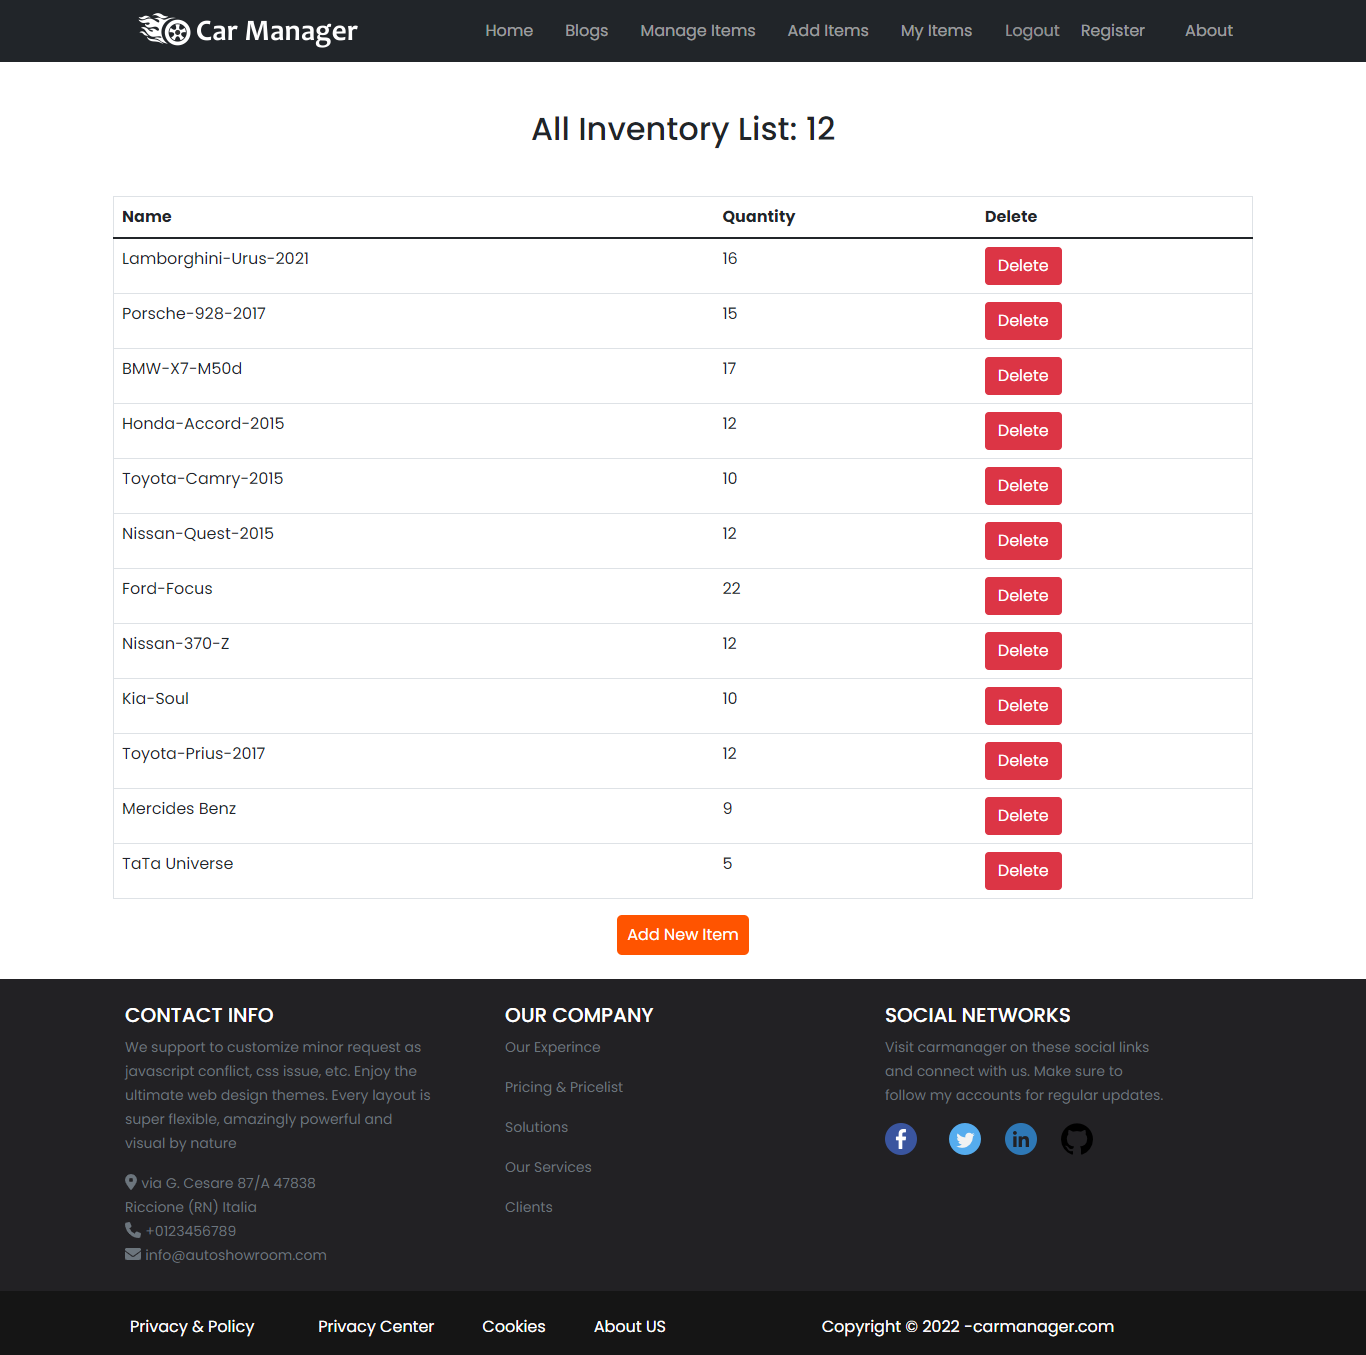 Car Manager
Home Blogs Manage Items Add Items My Items Logout Register About
All Inventory List: 12
Name Quantity Delete
Lamborghini-Urus-2021 16 Delete
Porsche-928-2017 15 Delete
BMW-X7-M50d 17 Delete
Honda-Accord-2015 12 Delete
Toyota-Camry-2015 10 Delete
Nissan-Quest-2015 12 Delete
Ford-Focus 22 Delete
Nissan-370-Z 12 Delete
Kia-Soul 10 Delete
Toyota-Prius-2017 12 Delete
Mercides Benz 9 Delete
TaTa Universe 5 Delete
Add New Item
CONTACT INFO
We support to customize minor request as
javascript conflict, css issue, etc. Enjoy the
ultimate web design themes. Every layout is
super flexible, amazingly powerful and
visual by nature
via G. Cesare 87/A 47838
Riccione (RN) Italia
+0123456789
info@autoshowroom.com
OUR COMPANY
Our Experince
Pricing & Pricelist
Solutions
Our Services
Clients
SOCIAL NETWORKS
Visit carmanager on these social links
and connect with us. Make sure to
follow my accounts for regular updates.
Privacy & Policy Privacy Center Cookies About US Copyright © 2022 -carmanager.com